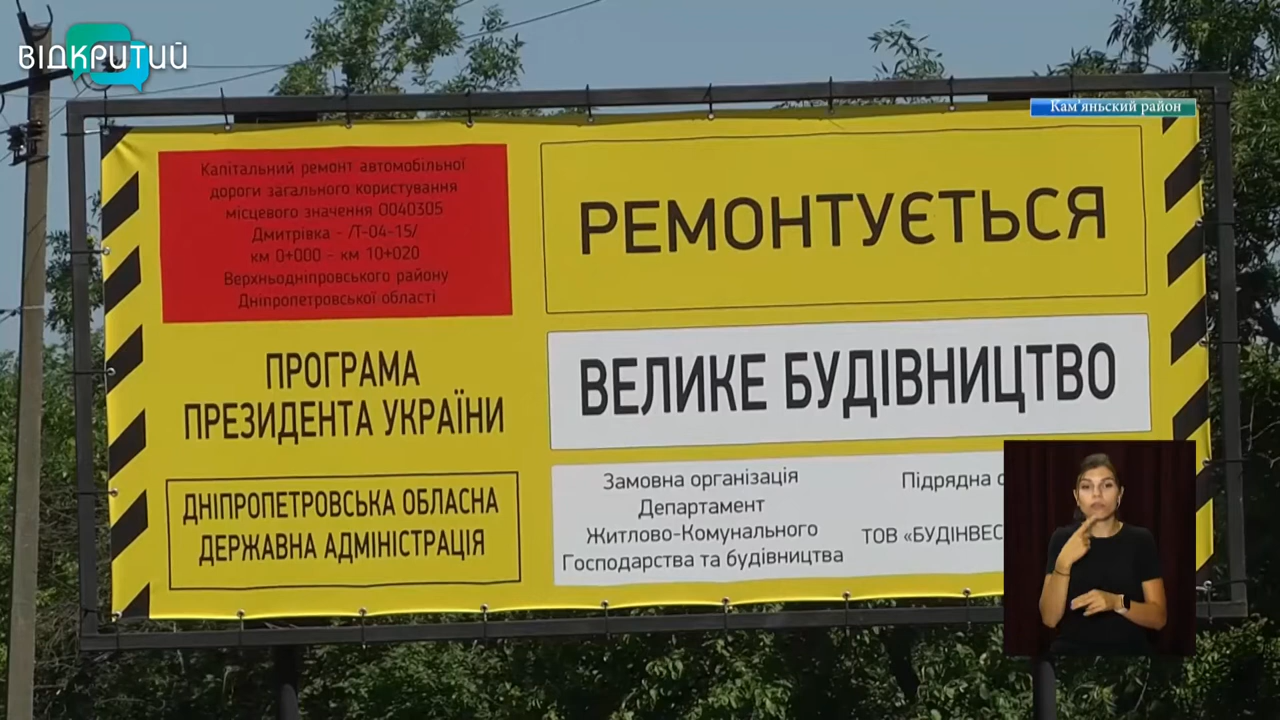 ВІДКРИТИЙ
Кам'яньский район
Капітальний ремонт автомобільної
дороги загального користування
місцевого значення О040305
Дмитрівка - /Т-04-15/
км 0+000 - км 10+020
Верхньодніпровського району
Дніпропетровської області
РЕМОНТУЄТЬСЯ
ПРОГРАМА
ПРЕЗИДЕНТА УКРАЇНИ
ВЕЛИКЕ БУДІВНИЦТВО
ДНІПРОПЕТРОВСЬКА ОБЛАСНА
ДЕРЖАВНА АДМІНІСТРАЦІЯ
Замовна організація
Департамент
Житлово-Комунального
Господарства та будівництва
Підрядна
ТОВ